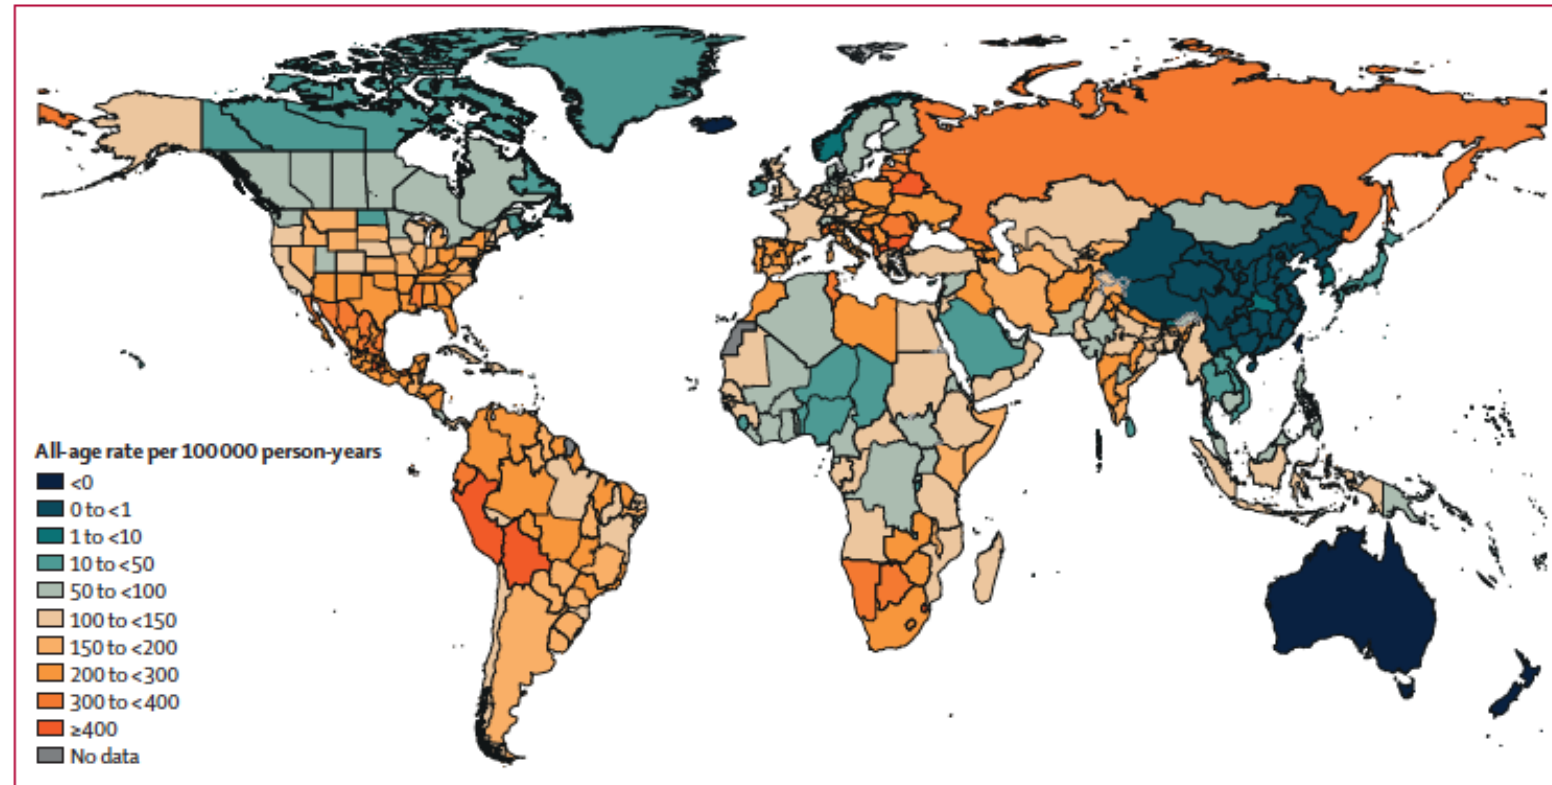 All-age rate per 100 000 person-years
<0
0 to <1
1 to <10
10 to <50
50 to <100
100 to <150
150 to <200
200 to <300
300 to <400
≥400
No data